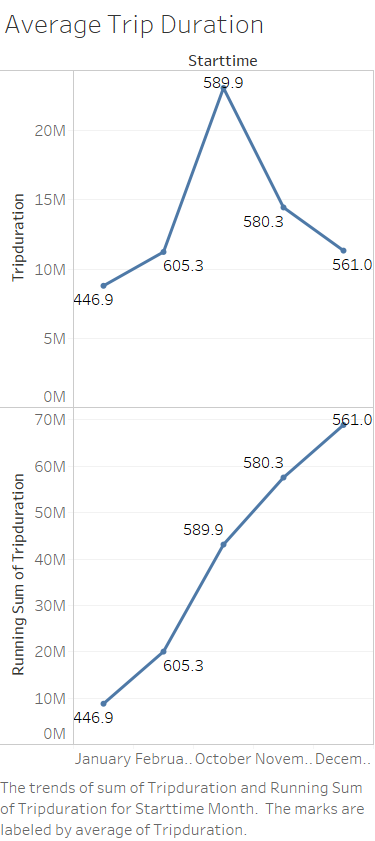 Average Trip Duration
Starttime
589.9
20M
15M
580.3
10M
605.3
561.0
446.9
5M
0M
Tripduration
70M
561.0
60M
580.3
50M
589.9
40M
30M
20M
605.3
10M
446.9
0M
Running Sum of Tripduration
January Februa.. October Novem.. Decem..
The trends of sum of Tripduration and Running Sum
of Tripduration for Starttime Month. The marks are
labeled by average of Tripduration.